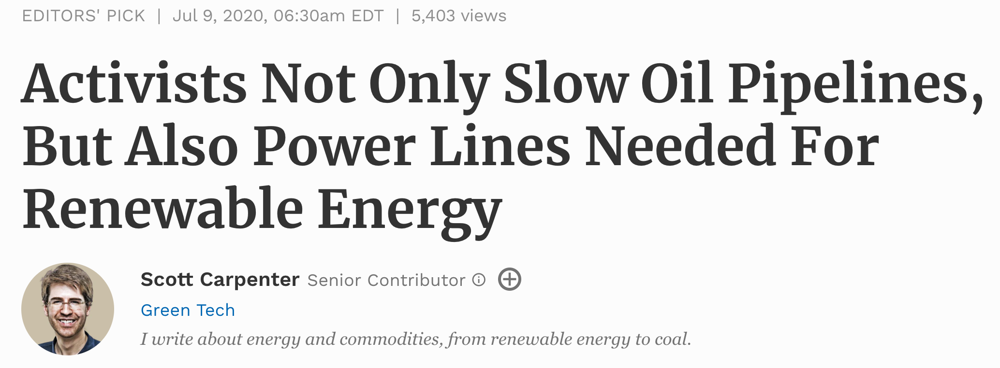 EDITORS' PICK | Jul 9, 2020, 06:30am EDT | 5,403 views
Activists Not Only Slow Oil Pipelines,
But Also Power Lines Needed For
Renewable Energy
Scott Carpenter Senior Contributor
Green Tech
I write about energy and commodities, from renewable energy to coal.